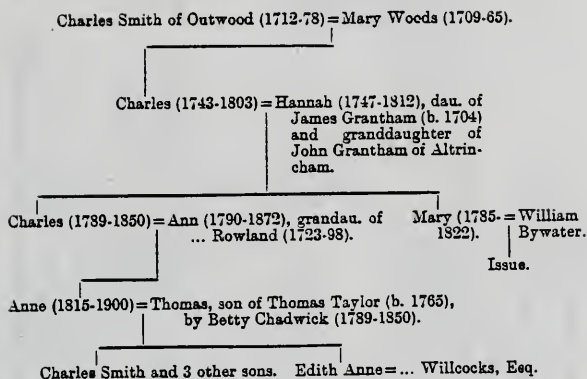 Charles Smith of Outwood (1712-78) = Mary Woods (1709-65).
Charles (1743-1803) = Hannah (1747-1812), dau. of
James Grantham (b. 1704)
and granddaughter of
John Grantham of Altrin-
cham.
Charles (1789-1850) = Ann (1790-1872), grandau. of
... Rowland (1723-98).
Mary (1785-
1822).
= William
Bywater.
Issue.
Anne (1815-1900) = Thomas, son of Thomas Taylor (b. 1765),
by Betty Chadwick (1789-1850).
Charles Smith and 3 other sons. Edith Anne = ... Willcocks, Esq.